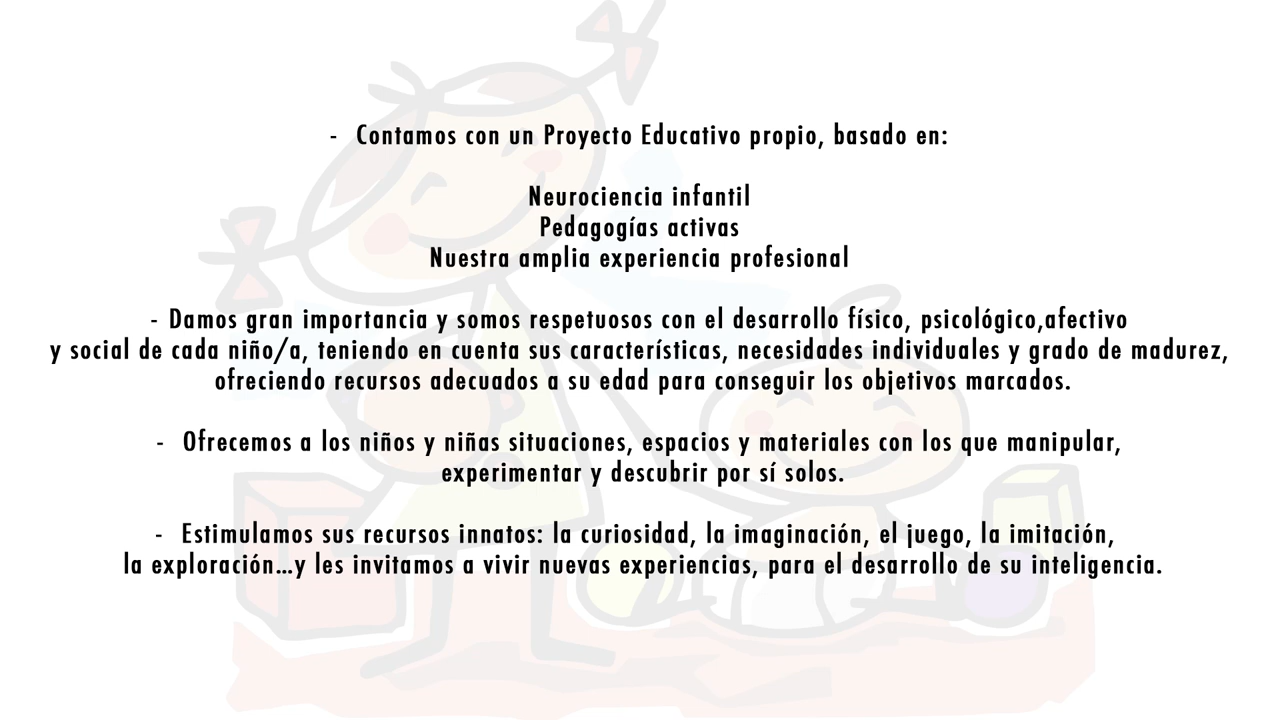 - Contamos con un Proyecto Educativo propio, basado en:
Neurociencia infantil
Pedagogías activas
Nuestra amplia experiencia profesional
- Damos gran importancia y somos respetuosos con el desarrollo físico, psicológico,afectivo
y social de cada niño/a, teniendo en cuenta sus características, necesidades individuales y grado de madurez,
ofreciendo recursos adecuados a su edad para conseguir los objetivos marcados.
- Ofrecemos a los niños y niñas situaciones, espacios y materiales con los que manipular,
experimentar y descubrir por sí solos.
- Estimulamos sus recursos innatos: la curiosidad, la imaginación, el juego, la imitación,
la exploración...y les invitamos a vivir nuevas experiencias, para el desarrollo de su inteligencia.